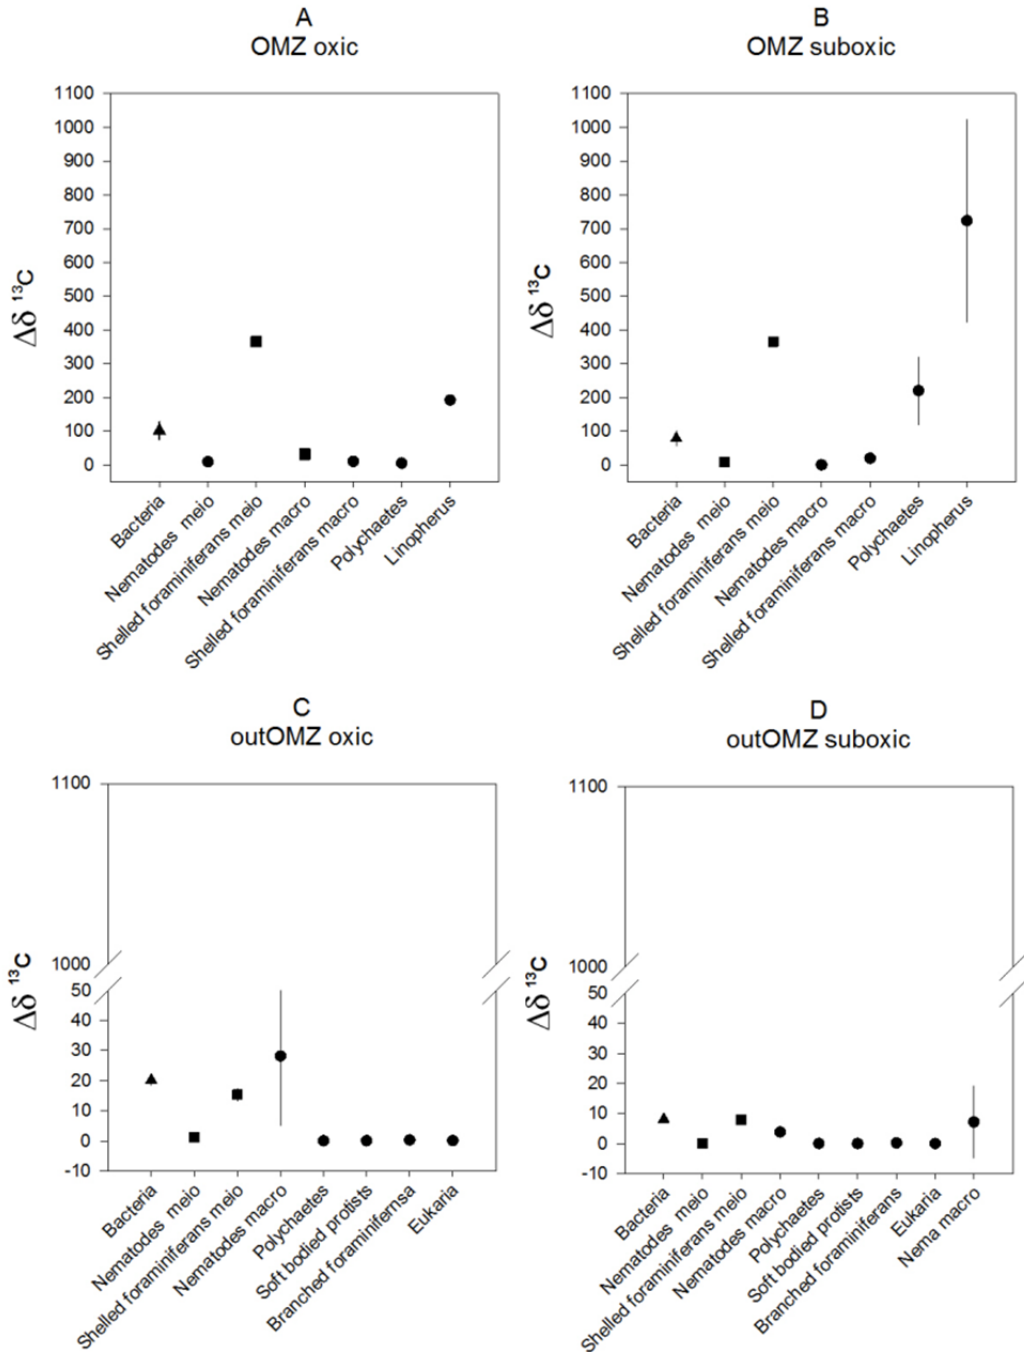 A
OMZ oxic
1100
1000
900
800
700
600
500
400
300
200
100
0
Δδ ¹³C
Bacteria
Nematodes meio
Shelled foraminiferans meio
Nematodes macro
Shelled foraminiferans macro
Polychaetes
Linopherus
B
OMZ suboxic
1100
1000
900
800
700
600
500
400
300
200
100
0
Δδ ¹³C
Bacteria
Nematodes meio
Shelled foraminiferans meio
Nematodes macro
Shelled foraminiferans macro
Polychaetes
Linopherus
C
outOMZ oxic
1100
1000
50
40
30
20
10
0
-10
Δδ ¹³C
Bacteria
Nematodes meio
Shelled foraminiferans meio
Nematodes macro
Polychaetes
Soft bodied protists
Branched foraminifernsa
Eukaria
D
outOMZ suboxic
1100
1000
50
40
30
20
10
0
-10
Δδ ¹³C
Bacteria
Nematodes meio
Shelled foraminiferans meio
Nematodes macro
Polychaetes
Soft bodied protists
Branched foraminiferans
Eukaria
Nema macro